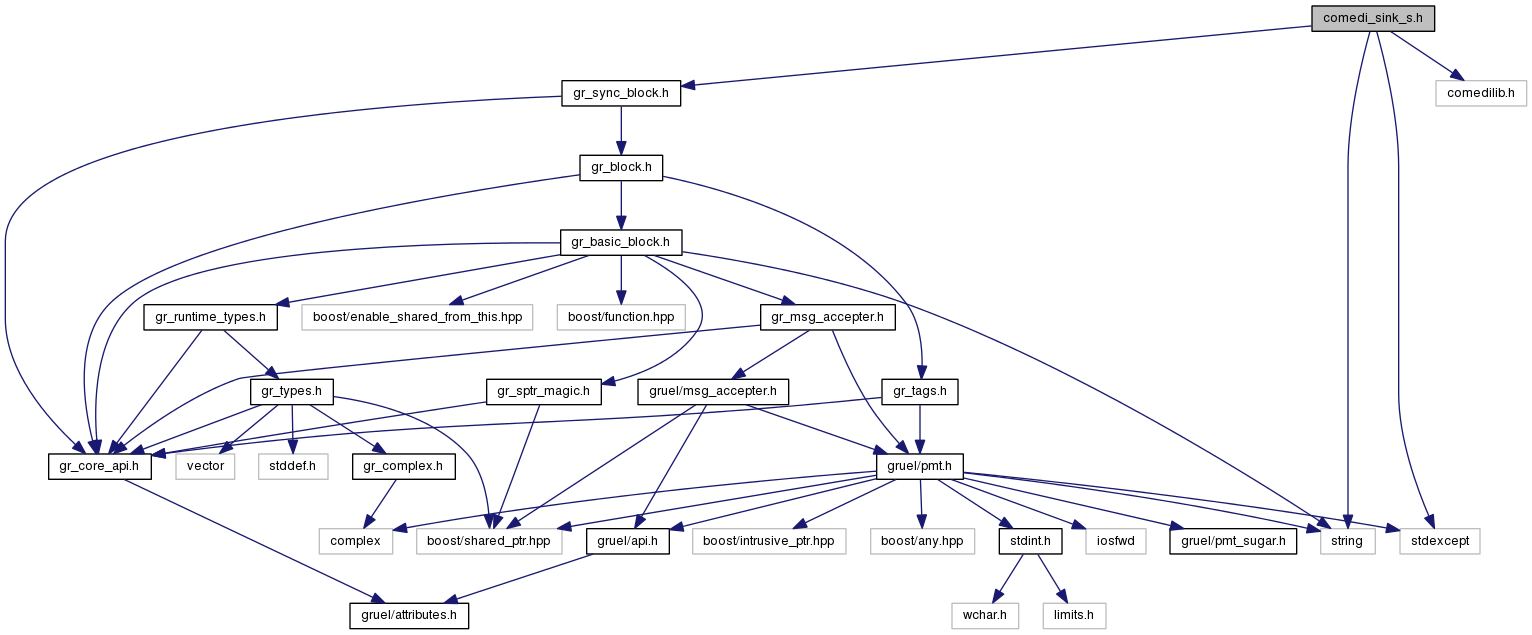 comedi_sink_s.h
gr_sync_block.h
comedilib.h
gr_block.h
gr_basic_block.h
gr_runtime_types.h
boost/enable_shared_from_this.hpp
boost/function.hpp
gr_msg_accepter.h
gr_types.h
gr_sptr_magic.h
gruel/msg_accepter.h
gr_tags.h
gr_core_api.h
vector
stddef.h
gr_complex.h
gruel/pmt.h
complex
boost/shared_ptr.hpp
gruel/api.h
boost/intrusive_ptr.hpp
boost/any.hpp
stdint.h
iosfwd
gruel/pmt_sugar.h
string
stdexcept
gruel/attributes.h
wchar.h
limits.h